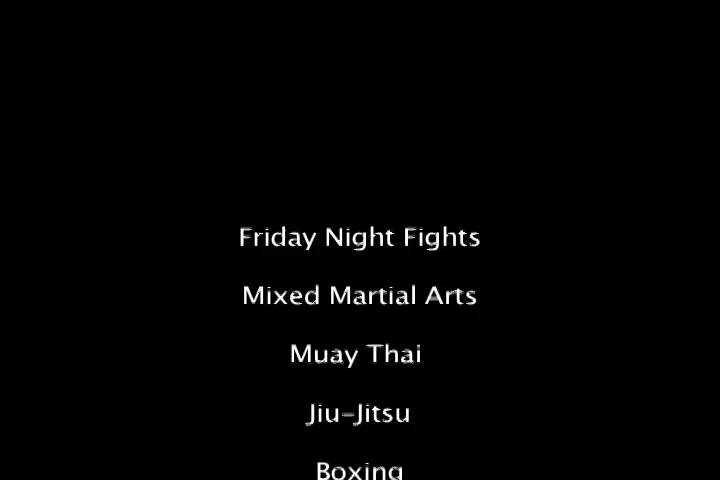 Friday Night Fights
Mixed Martial Arts
Muay Thai
Jiu-Jitsu
Boxing